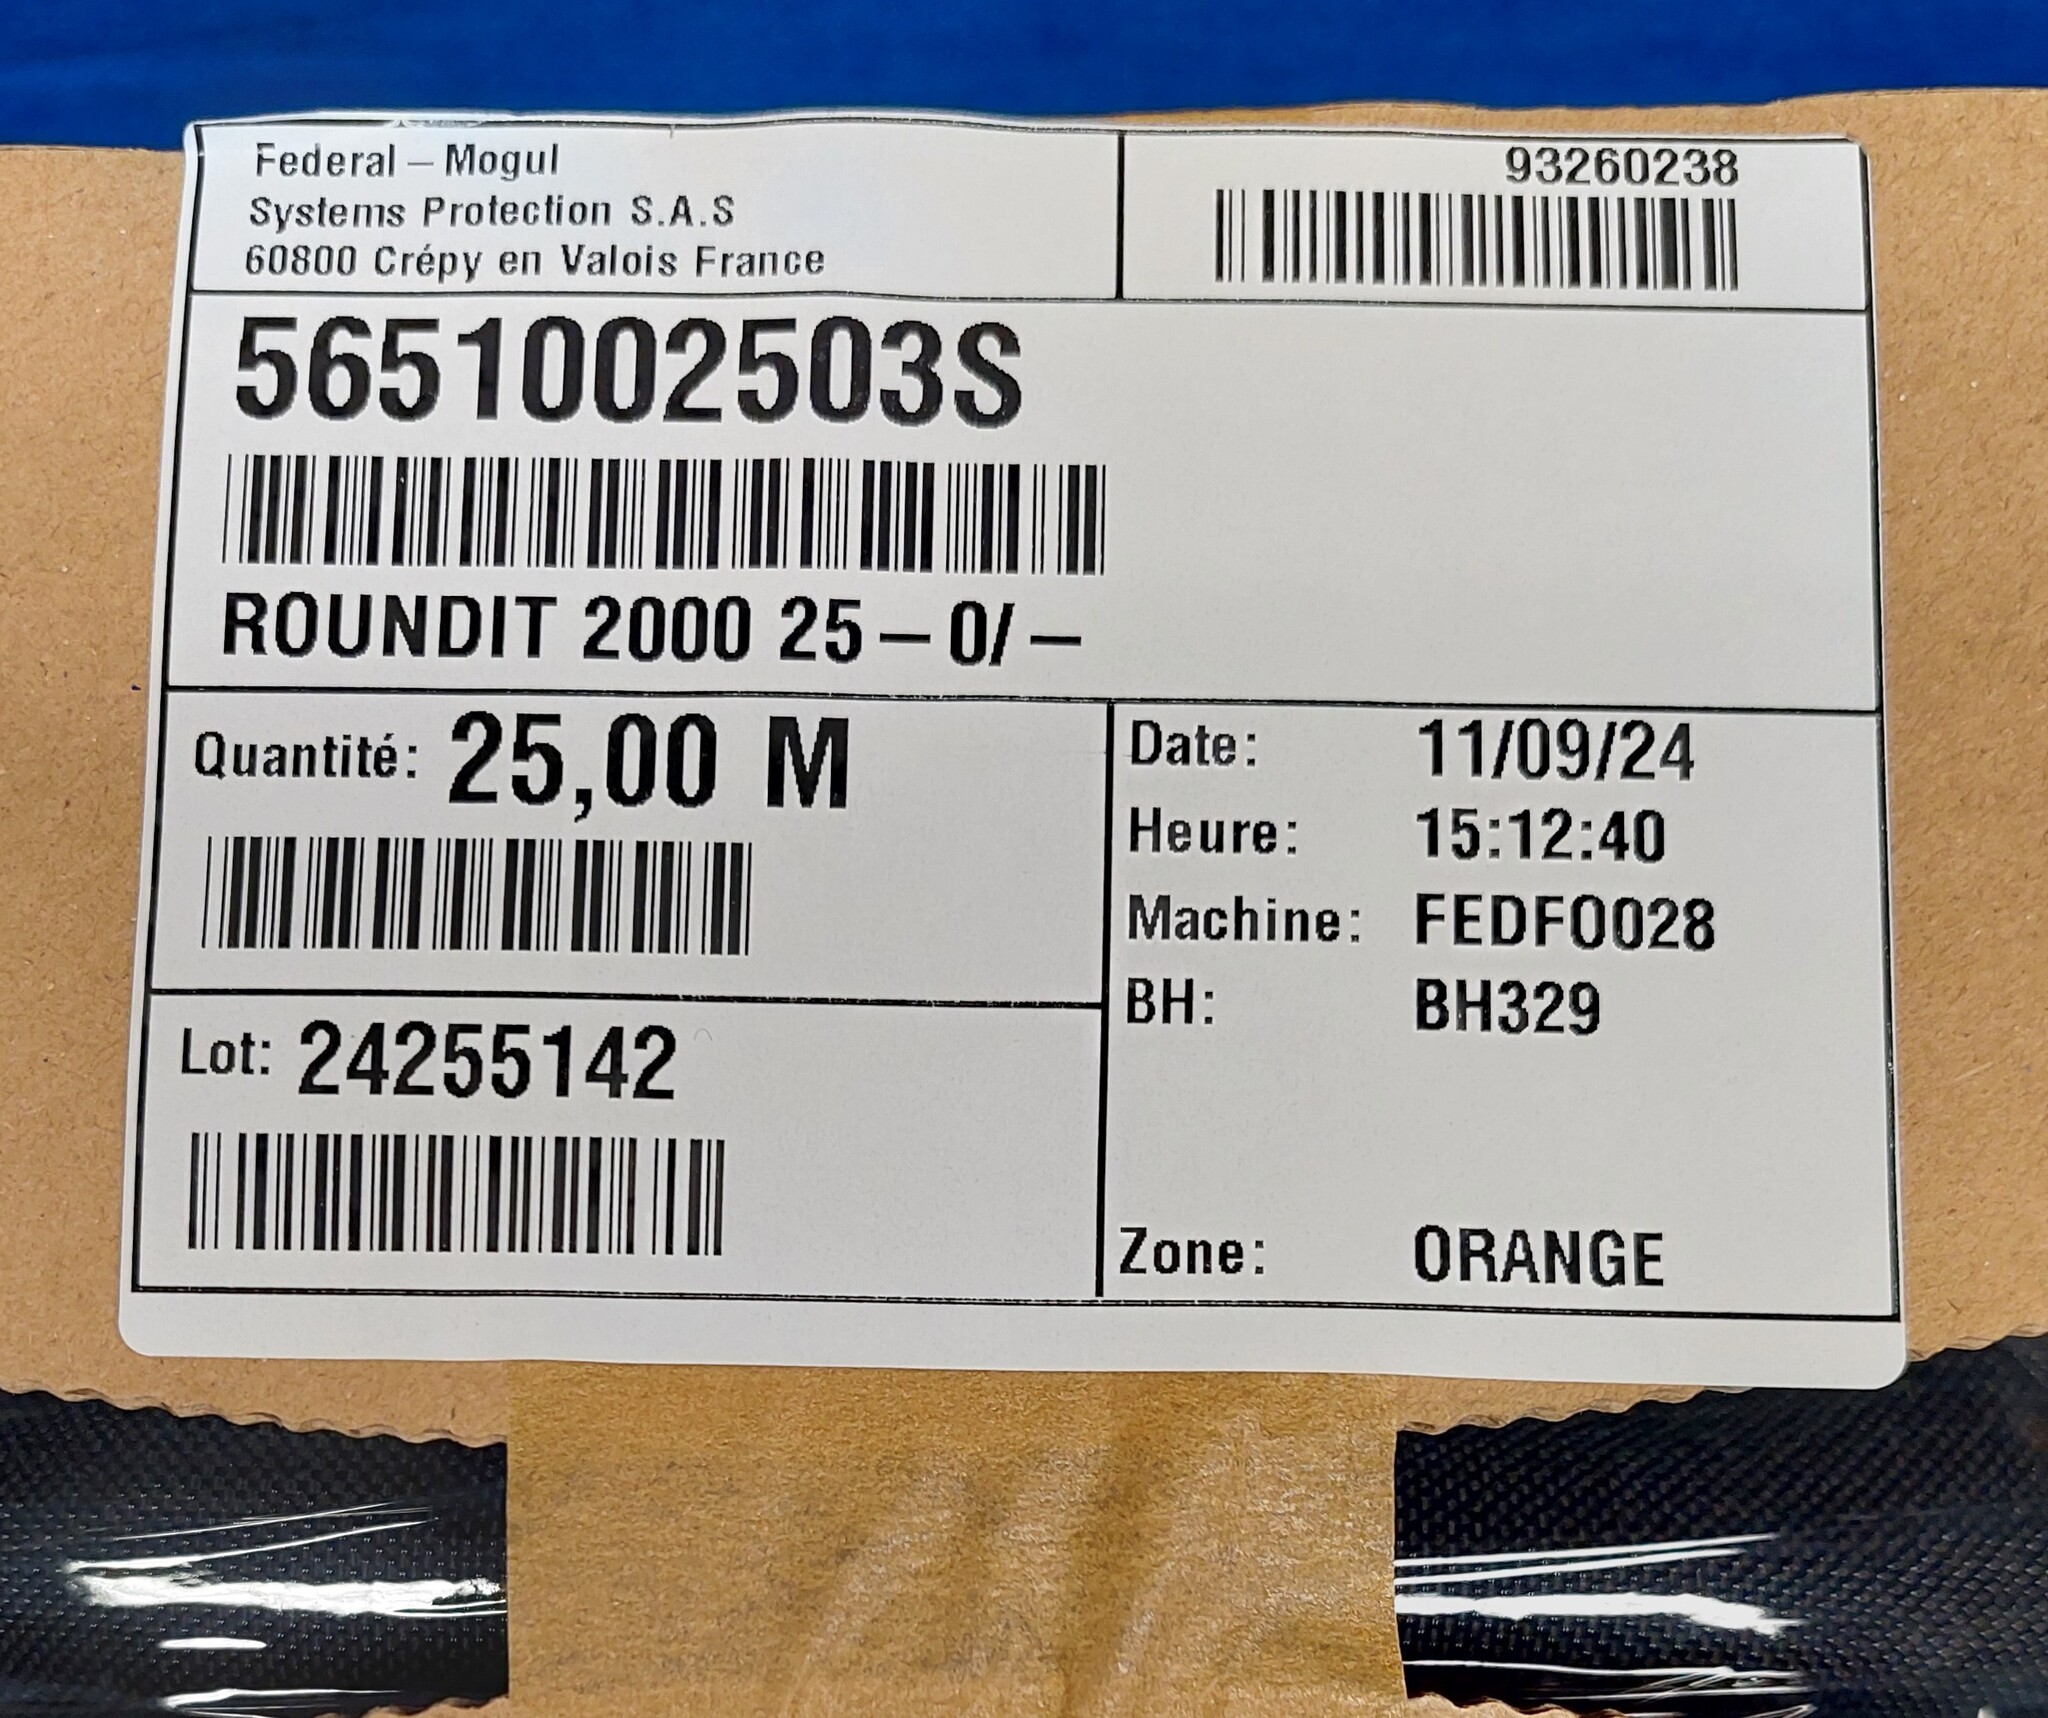 Federal – Mogul
Systems Protection S.A.S
60800 Crépy en Valois France
93260238
5651002503S
ROUNDIT 2000 25 – 0/ –
Quantité: 25,00 M
Lot: 24255142
Date: 11/09/24
Heure: 15:12:40
Machine: FEDFO028
BH: BH329
Zone: ORANGE